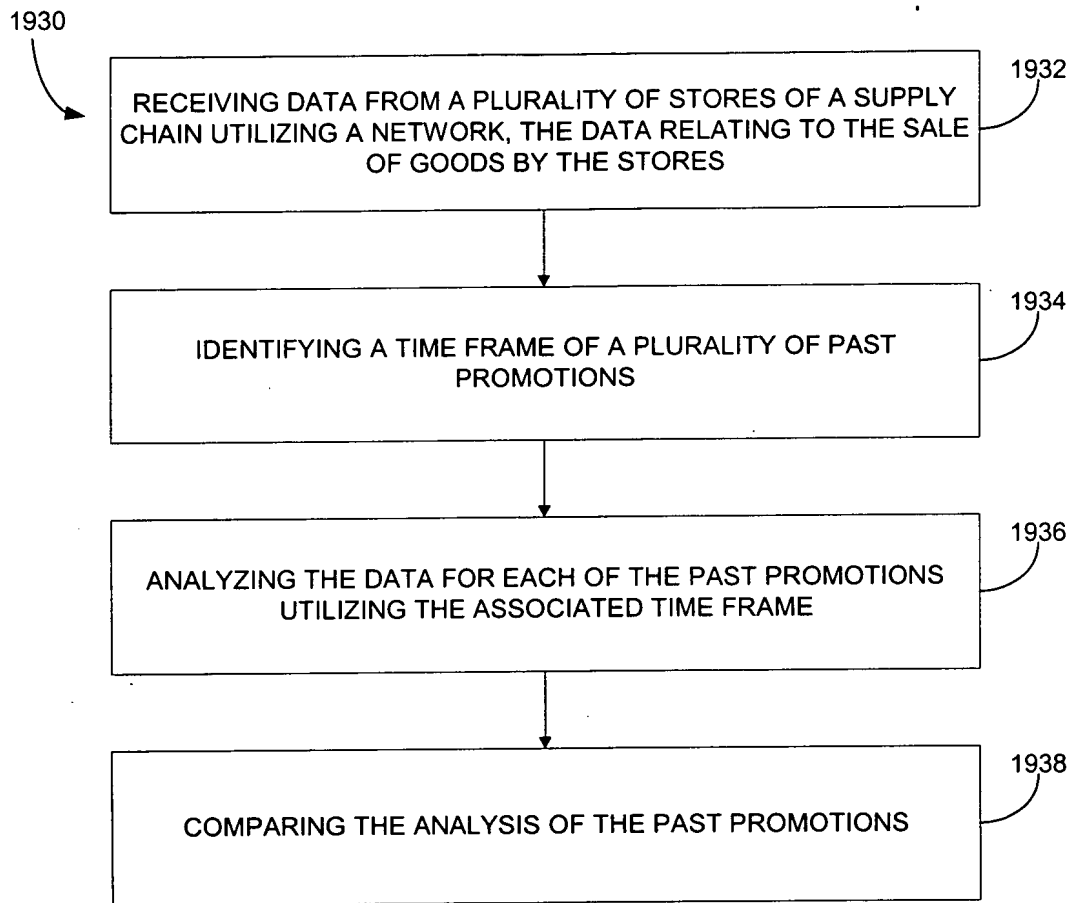 1930
1932
RECEIVING DATA FROM A PLURALITY OF STORES OF A SUPPLY
CHAIN UTILIZING A NETWORK, THE DATA RELATING TO THE SALE
OF GOODS BY THE STORES
1934
IDENTIFYING A TIME FRAME OF A PLURALITY OF PAST
PROMOTIONS
1936
ANALYZING THE DATA FOR EACH OF THE PAST PROMOTIONS
UTILIZING THE ASSOCIATED TIME FRAME
1938
COMPARING THE ANALYSIS OF THE PAST PROMOTIONS